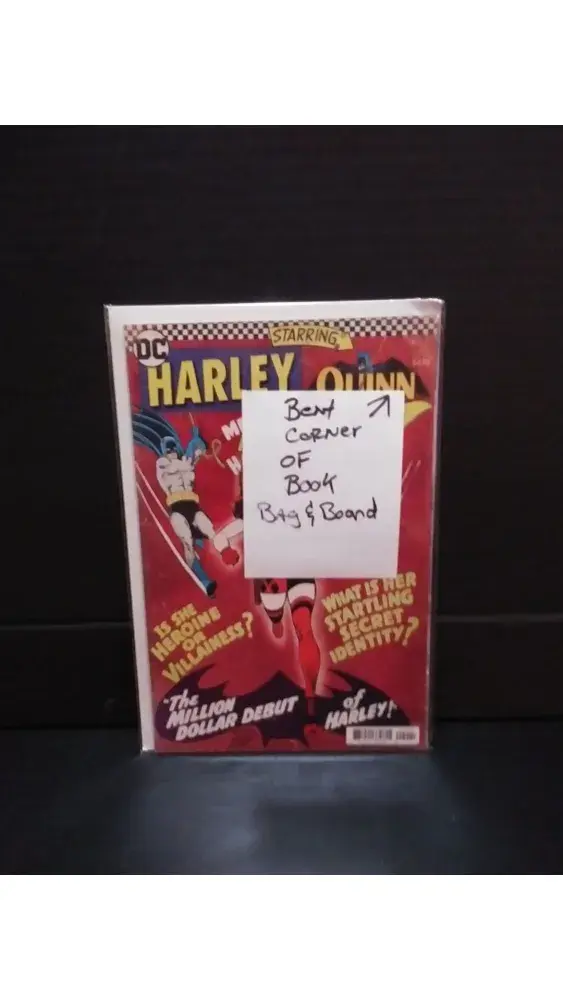 STARRING
DC
HARLEY QUINN
Bent
Corner
OF
Book
Bag & Board
IS SHE
HEROINE
OR
VILLAINESS?
WHAT IS HER
STARTLING
SECRET
IDENTITY?
"The
MILLION
DOLLAR DEBUT
of
HARLEY!"